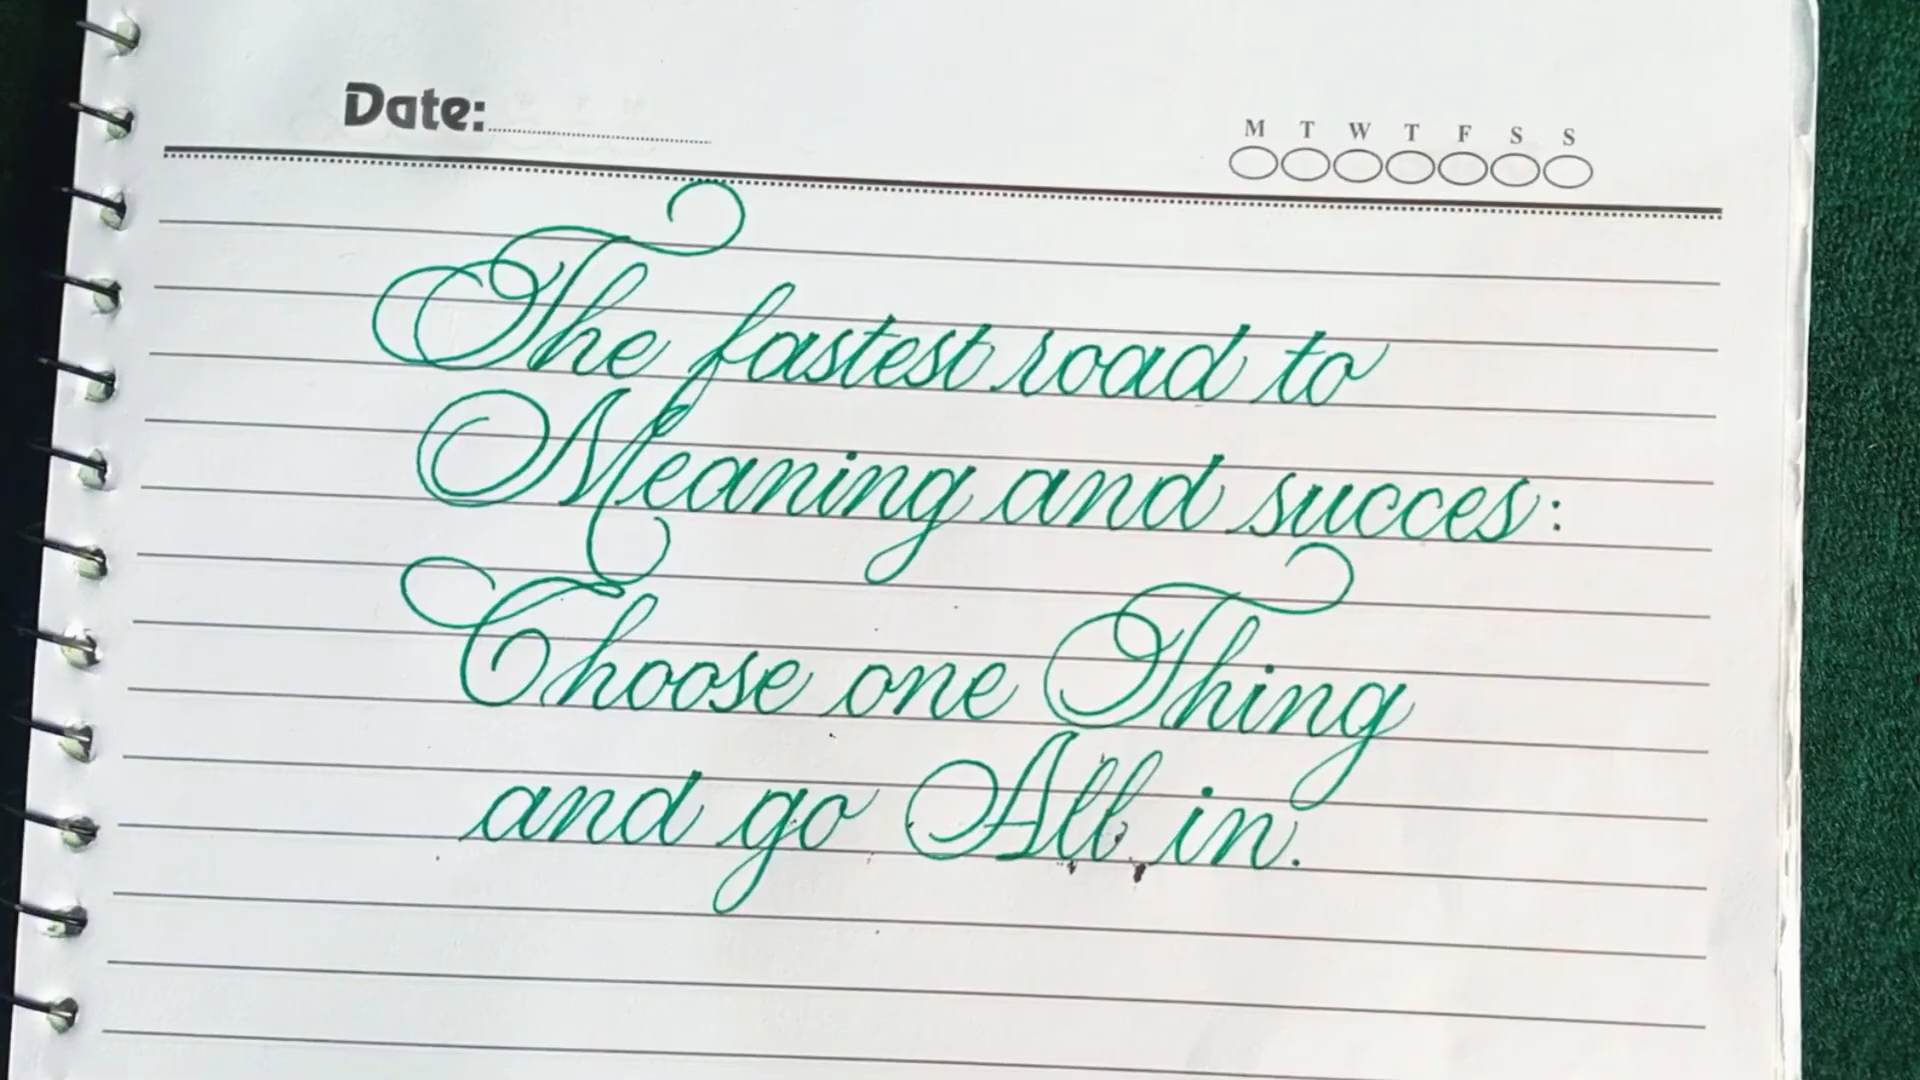 Date:
M T W T F S S
The fastest road to
Meaning and succes:
Choose one Thing
and go All in.